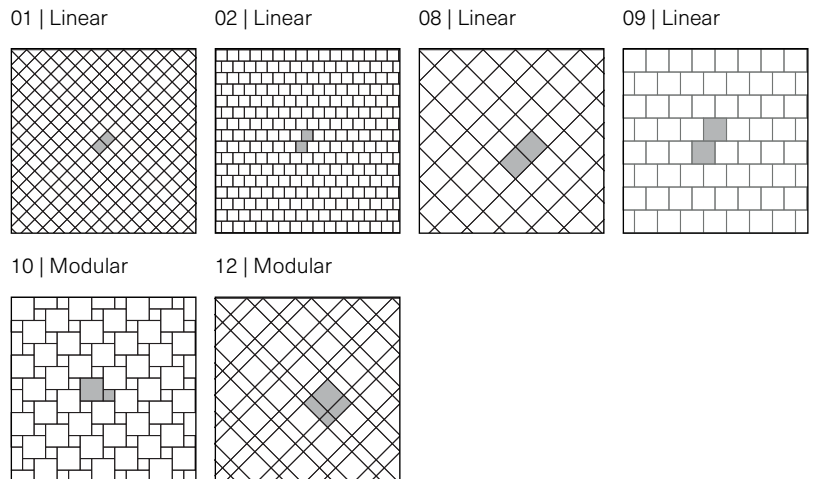 01 | Linear
02 | Linear
08 | Linear
09 | Linear
10 | Modular
12 | Modular